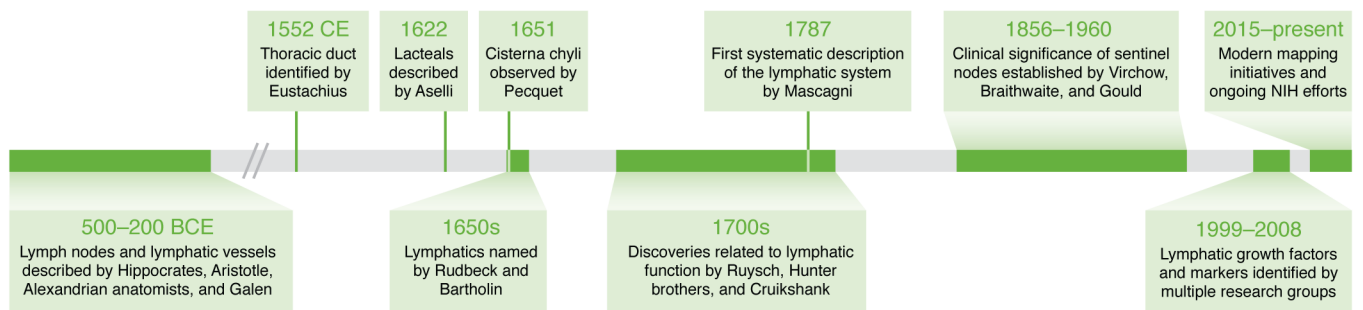 1552 CE
Thoracic duct
identified by
Eustachius
1622
Lacteals
described
by Aselli
1651
Cisterna chyli
observed by
Pecquet
1787
First systematic description
of the lymphatic system
by Mascagni
1856–1960
Clinical significance of sentinel
nodes established by Virchow,
Braithwaite, and Gould
2015–present
Modern mapping
initiatives and
ongoing NIH efforts
500–200 BCE
Lymph nodes and lymphatic vessels
described by Hippocrates, Aristotle,
Alexandrian anatomists, and Galen
1650s
Lymphatics named
by Rudbeck and
Bartholin
1700s
Discoveries related to lymphatic
function by Ruysch, Hunter
brothers, and Cruikshank
1999–2008
Lymphatic growth factors
and markers identified by
multiple research groups